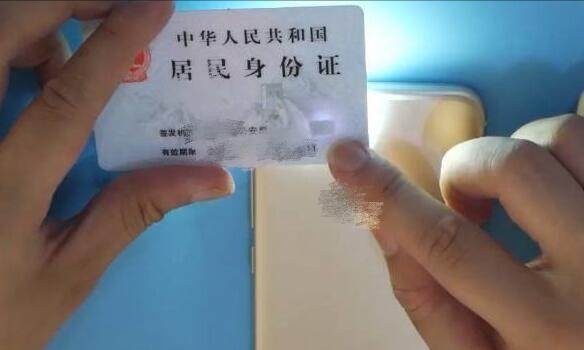 中华人民共和国
居民身份证
签发机
有效期限